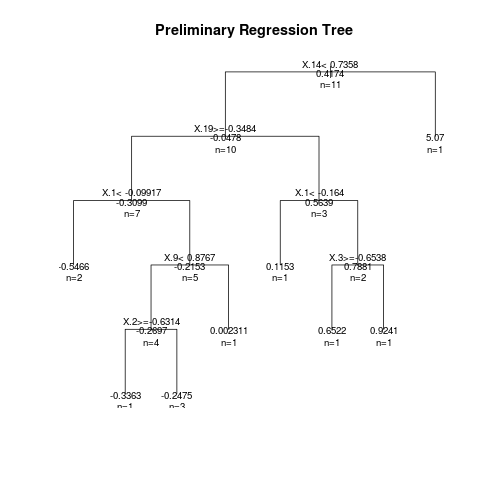 Preliminary Regression Tree
X.14< 0.7358
0.4174
n=11
X.19>=-0.3484
-0.0478
n=10
5.07
n=1
X.1< -0.09917
-0.3099
n=7
X.1< -0.164
0.5639
n=3
-0.5466
n=2
X.9< 0.8767
-0.2153
n=5
0.1153
n=1
X.3>=-0.6538
0.7881
n=2
X.2>=-0.6314
-0.2697
n=4
0.002311
n=1
0.6522
n=1
0.9241
n=1
-0.3363
n=1
-0.2475
n=3